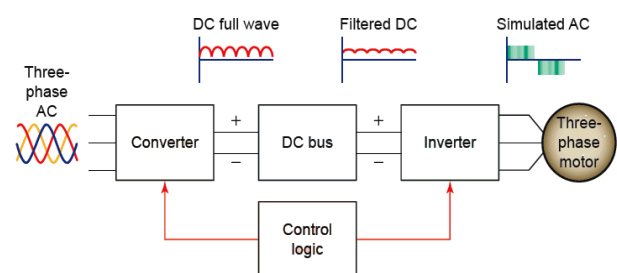 DC full wave
Filtered DC
Simulated AC
Three-
phase
AC
Converter
+
−
DC bus
+
−
Inverter
Three-
phase
motor
Control
logic